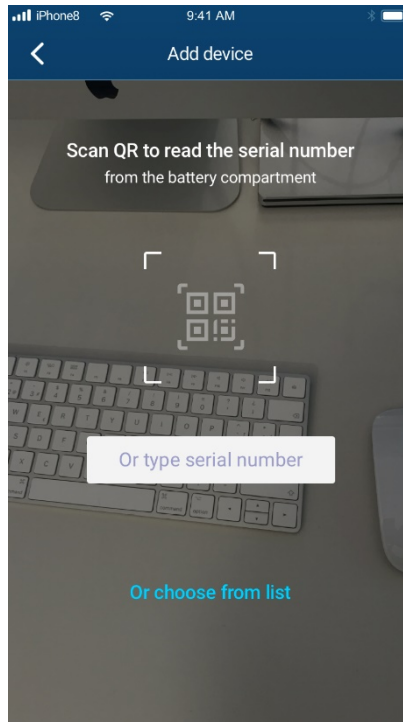 iPhone8 9:41 AM
Add device
Scan QR to read the serial number
from the battery compartment
Or type serial number
Or choose from list